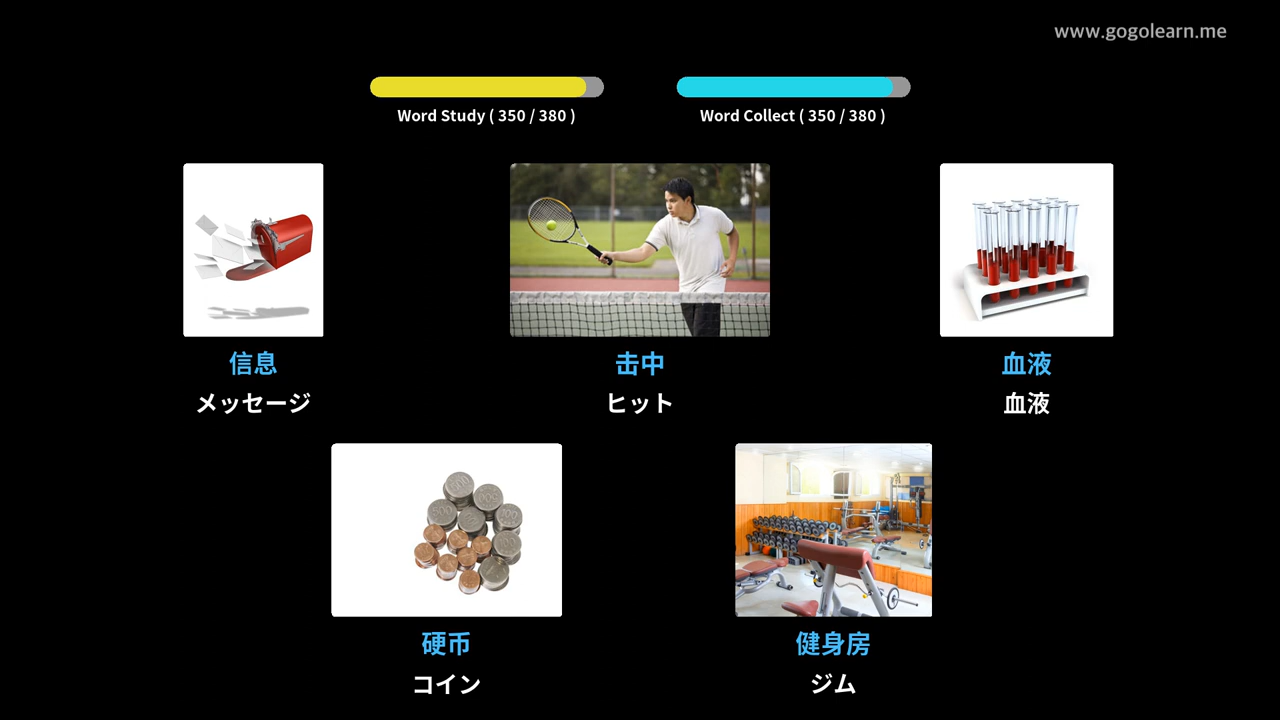 www.gogolearn.me
Word Study ( 350 / 380 )
Word Collect ( 350 / 380 )
信息
メッセージ
击中
ヒット
血液
血液
硬币
コイン
健身房
ジム